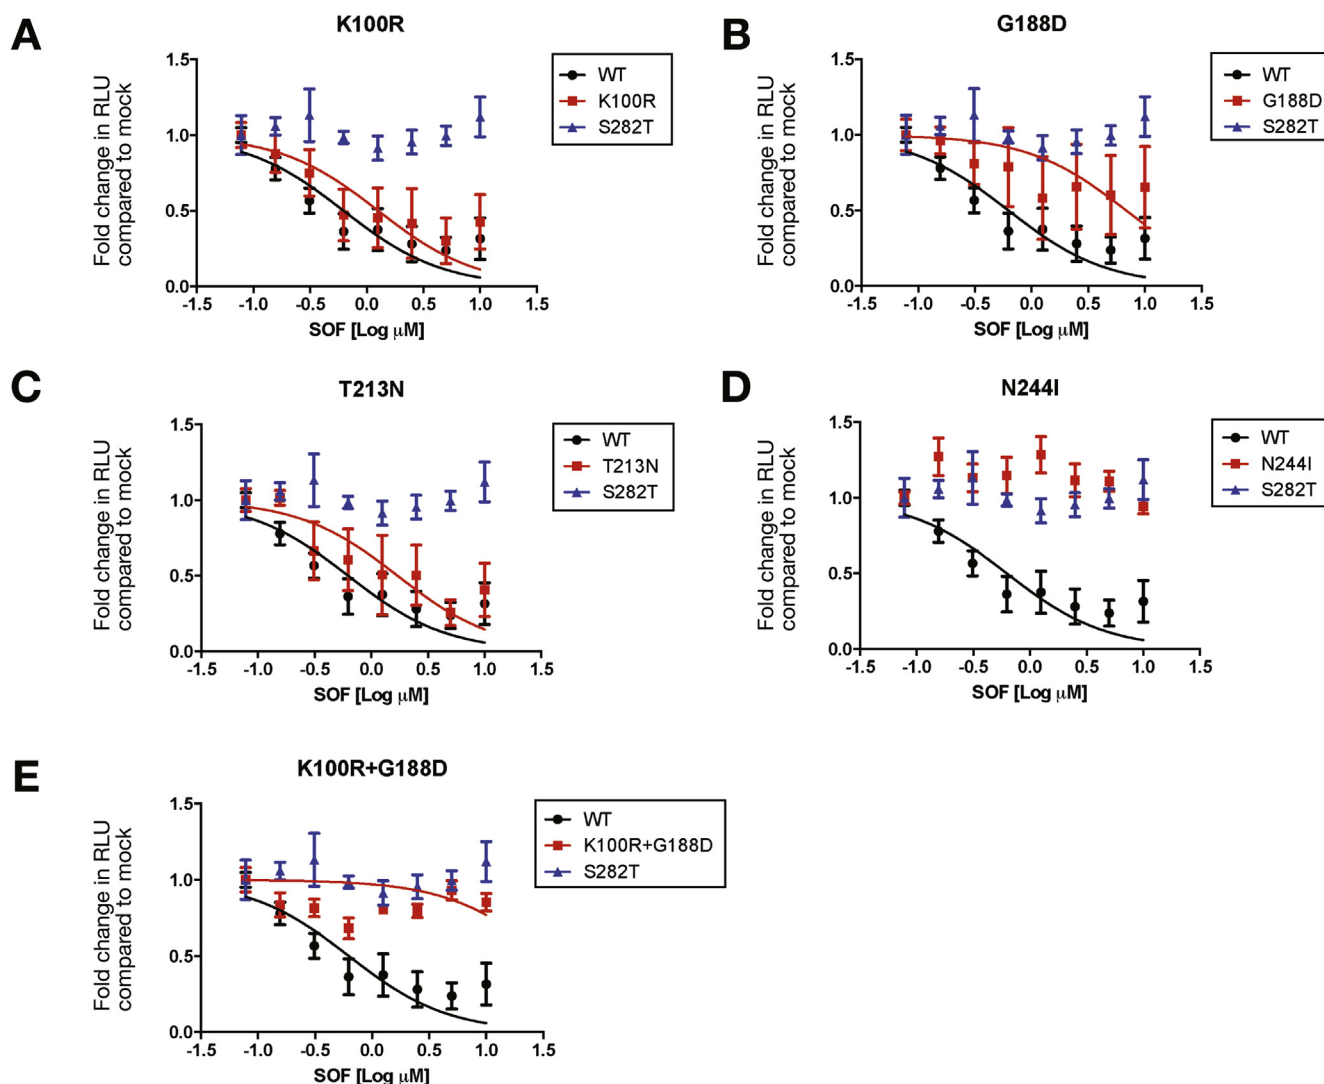 A
K100R
Fold change in RLU
compared to mock
1.5
1.0
0.5
0.0
-1.5 -1.0 -0.5 0.0 0.5 1.0 1.5
SOF [Log μM]
WT
K100R
S282T
B
G188D
Fold change in RLU
compared to mock
1.5
1.0
0.5
0.0
-1.5 -1.0 -0.5 0.0 0.5 1.0 1.5
SOF [Log μM]
WT
G188D
S282T
C
T213N
Fold change in RLU
compared to mock
1.5
1.0
0.5
0.0
-1.5 -1.0 -0.5 0.0 0.5 1.0 1.5
SOF [Log μM]
WT
T213N
S282T
D
N244I
Fold change in RLU
compared to mock
1.5
1.0
0.5
0.0
-1.5 -1.0 -0.5 0.0 0.5 1.0 1.5
SOF [Log μM]
WT
N244I
S282T
E
K100R+G188D
Fold change in RLU
compared to mock
1.5
1.0
0.5
0.0
-1.5 -1.0 -0.5 0.0 0.5 1.0 1.5
SOF [Log μM]
WT
K100R+G188D
S282T